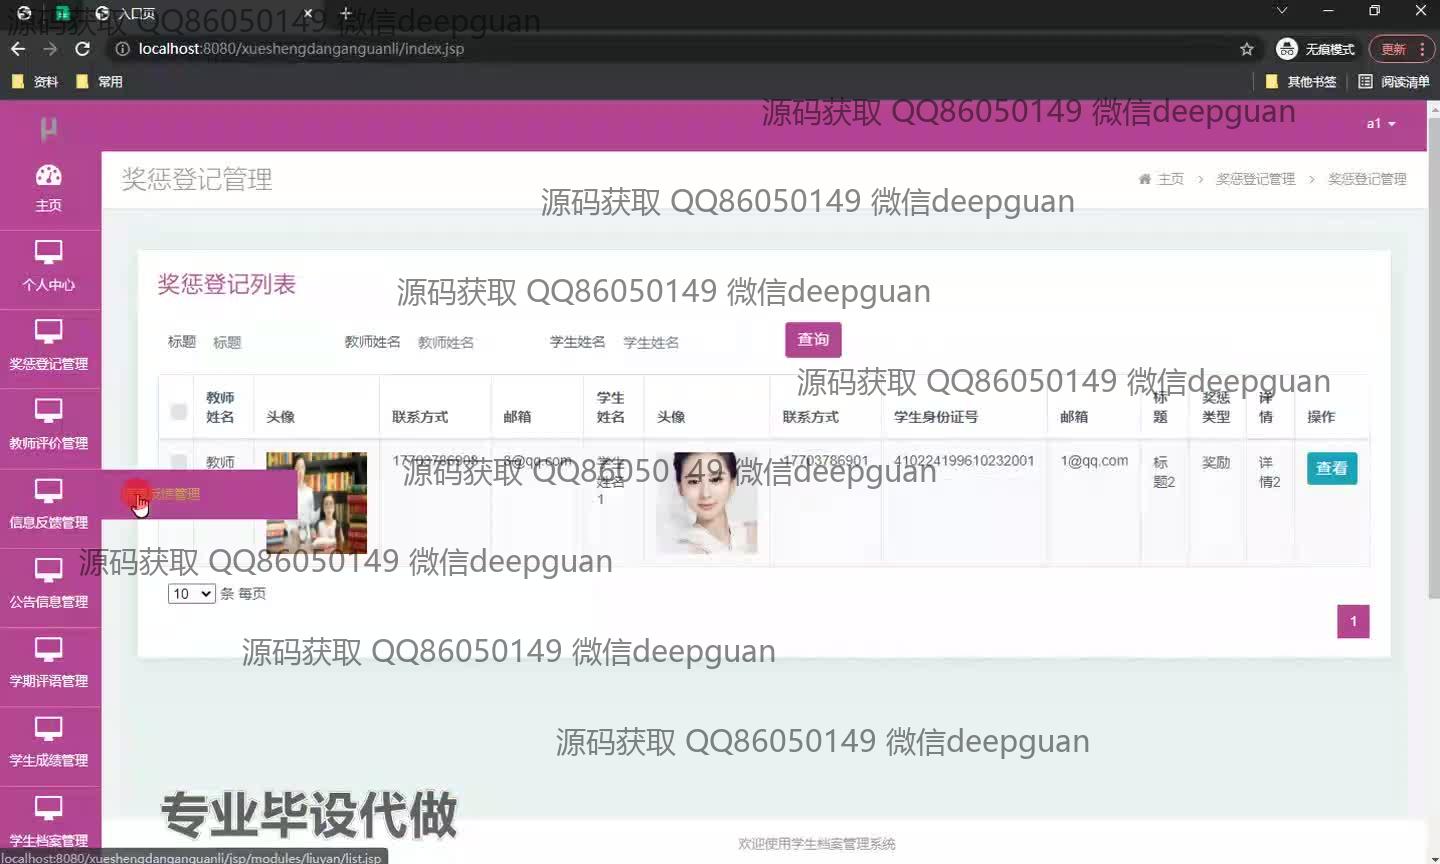 入口页
源码获取 QQ86050149 微信deepguan
localhost:8080/xueshengdanganguanli/index.jsp
无痕模式
更新
资料
常用
其他书签
阅读清单
源码获取 QQ86050149 微信deepguan
a1
主页
奖惩登记管理
主页 > 奖惩登记管理 > 奖惩登记管理
源码获取 QQ86050149 微信deepguan
个人中心
奖惩登记列表
源码获取 QQ86050149 微信deepguan
标题 标题
教师姓名 教师姓名
学生姓名 学生姓名
查询
奖惩登记管理
源码获取 QQ86050149 微信deepguan
教师姓名 头像 联系方式 邮箱 学生姓名 头像 联系方式 学生身份证号 邮箱 标题 奖惩类型 详情 操作
教师评价管理
教师
17703786901
410224199610232001
1@qq.com
标题2
奖励
详情2
查看
源码获取 QQ86050149 微信deepguan
信息反馈管理
反馈管理
源码获取 QQ86050149 微信deepguan
10 条 每页
公告信息管理
1
源码获取 QQ86050149 微信deepguan
学期评语管理
源码获取 QQ86050149 微信deepguan
学生成绩管理
专业毕设代做
学生档案管理
欢迎使用学生档案管理系统
localhost:8080/xueshengdanganguanli/jsp/modules/liuyan/list.jsp